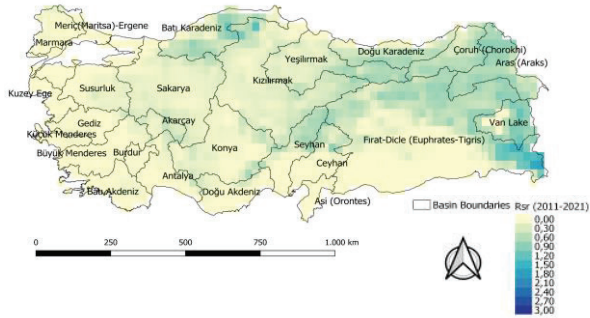 Meriç(Maritsa)-Ergene
Marmara
Batı Karadeniz
Yeşilırmak
Doğu Karadeniz
Çoruh (Chorokhi)
Aras (Araks)
Kuzey Ege
Susurluk
Sakarya
Kızılırmak
Gediz
Akarçay
Van Lake
Küçük Menderes
Konya
Seyhan
Fırat-Dicle (Euphrates-Tigris)
Büyük Menderes
Burdur
Ceyhan
Antalya
Batı Akdeniz
Doğu Akdeniz
Asi (Orontes)
Basin Boundaries
Rsr (2011-2021)
0,00
0,30
0,60
0,90
1,20
1,50
1,80
2,10
2,40
2,70
3,00
0 250 500 750 1.000 km